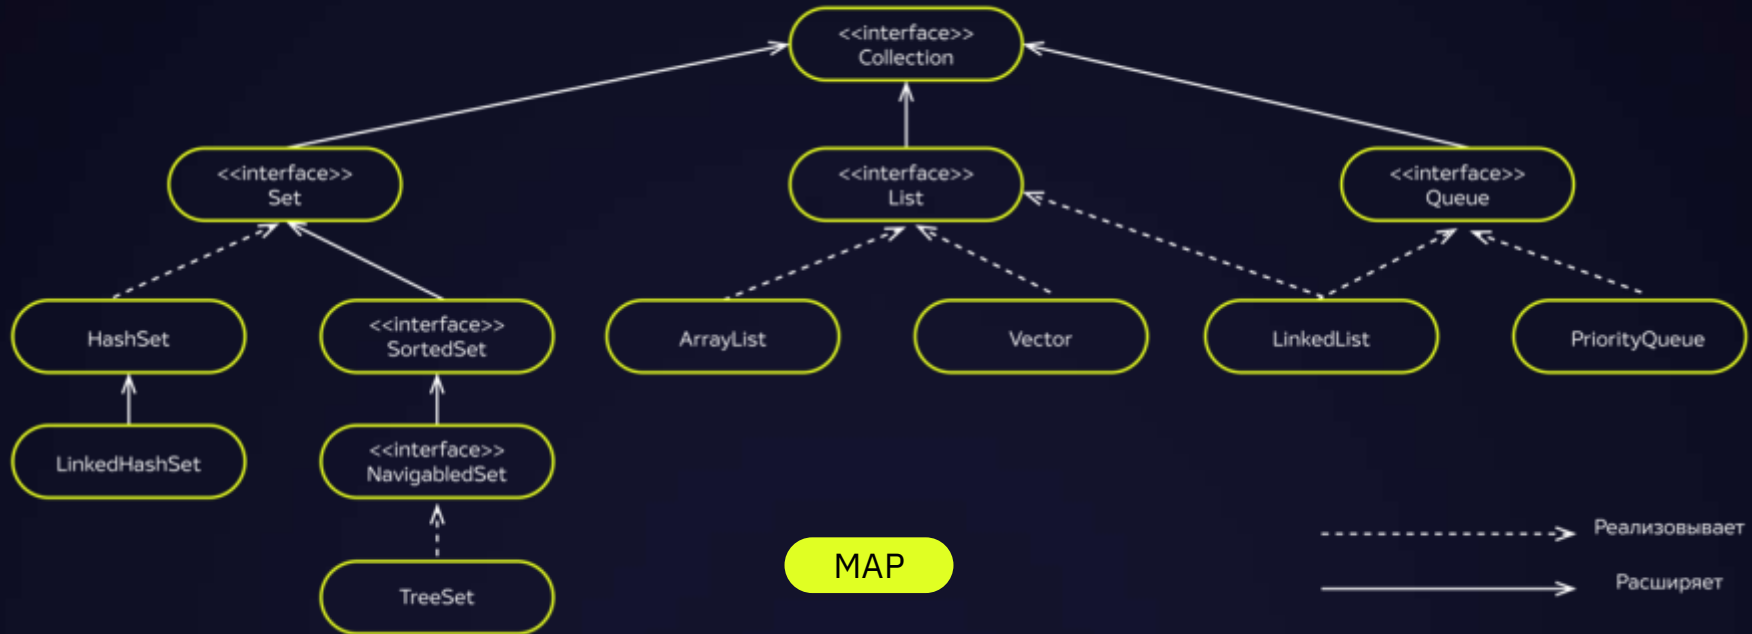 <<interface>>
Collection
<<interface>>
Set
<<interface>>
List
<<interface>>
Queue
HashSet
<<interface>>
SortedSet
ArrayList
Vector
LinkedList
PriorityQueue
LinkedHashSet
<<interface>>
NavigabledSet
TreeSet
MAP
Реализовывает
Расширяет